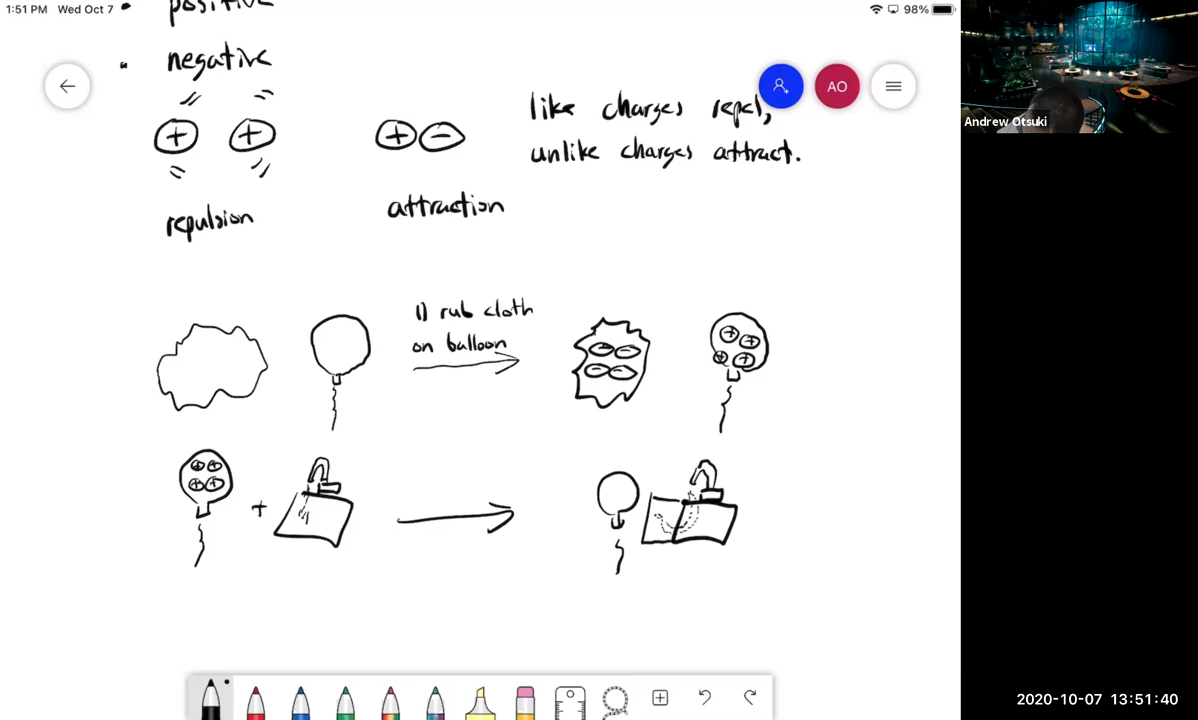 1:51 PM Wed Oct 7
98%
positive
negative
AO
like charges repel,
unlike charges attract.
+ + + −
repulsion
attraction
1) rub cloth
on balloon
− −
− −
+ +
+ +
+ +
+ +
+
Andrew Otsuki
2020-10-07 13:51:40